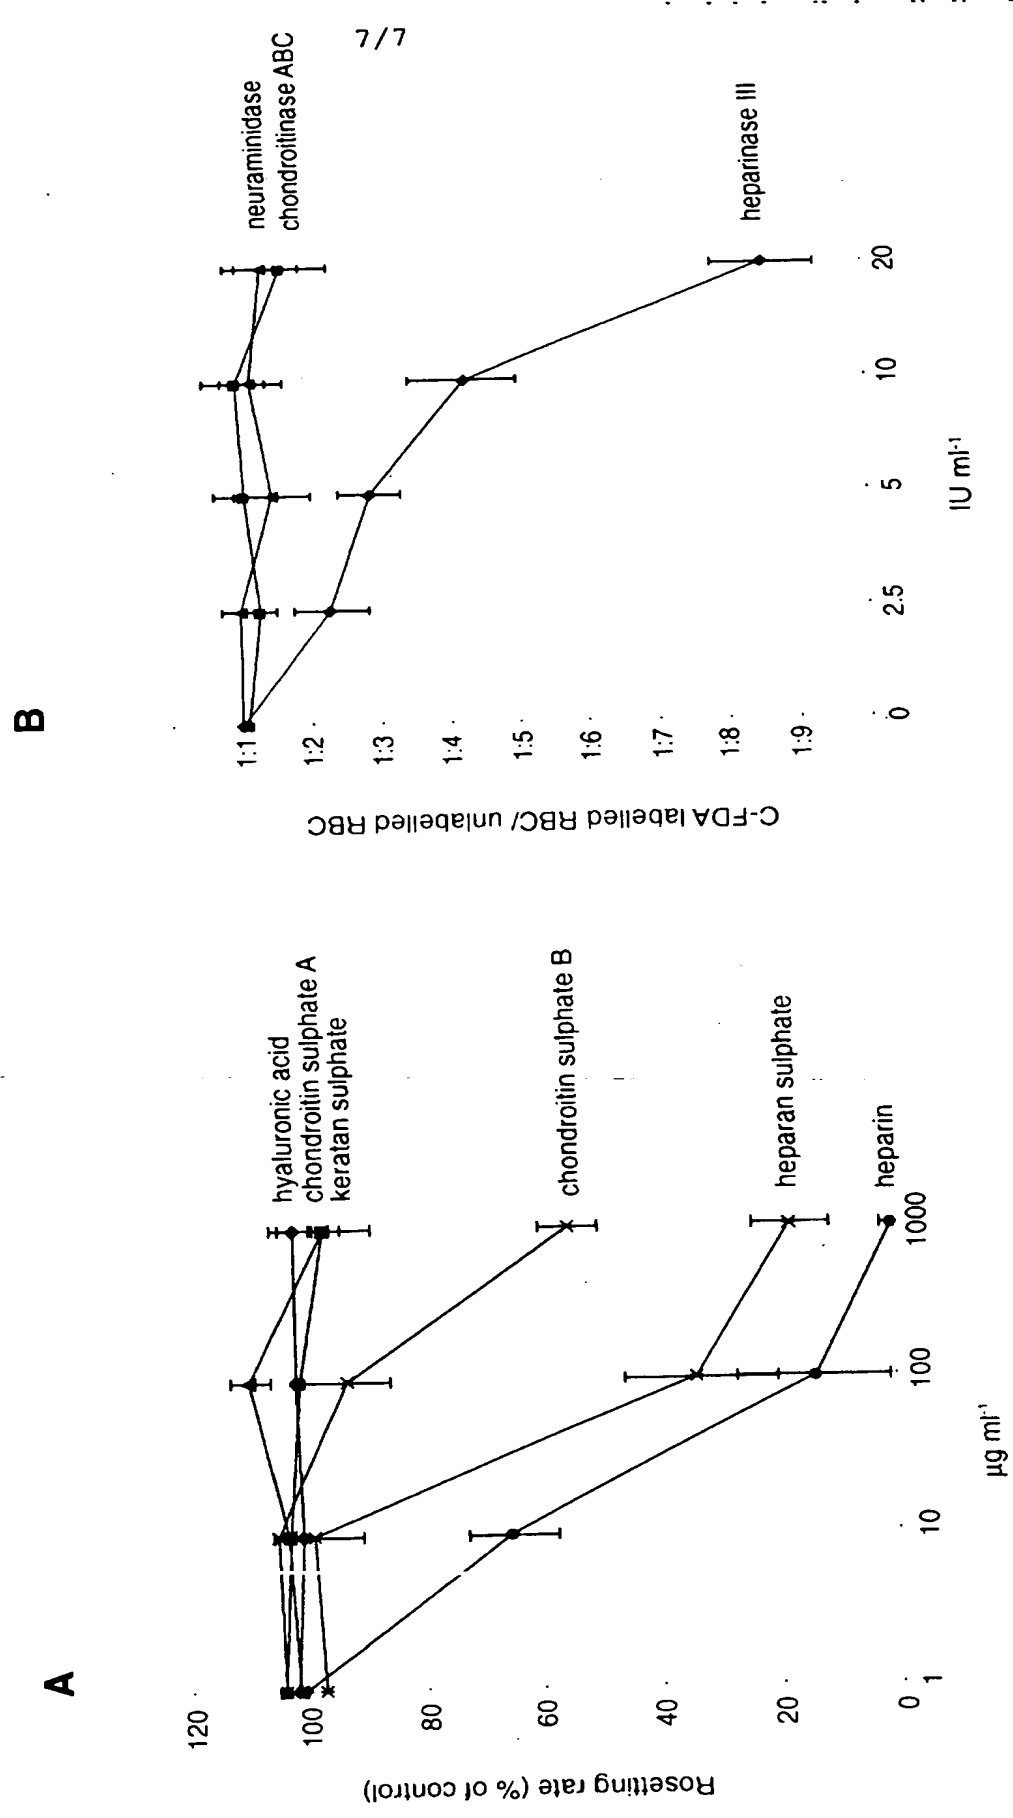 7/7
A
Rosetting rate (% of control)
120
100
80
60
40
20
0
1
10
100
1000
µg ml⁻¹
hyaluronic acid
chondroitin sulphate A
keratan sulphate
chondroitin sulphate B
heparan sulphate
heparin
B
C-FDA labelled RBC/ unlabelled RBC
1:1
1:2
1:3
1:4
1:5
1:6
1:7
1:8
1:9
0
2.5
5
10
20
IU ml⁻¹
neuraminidase
chondroitinase ABC
heparinase III